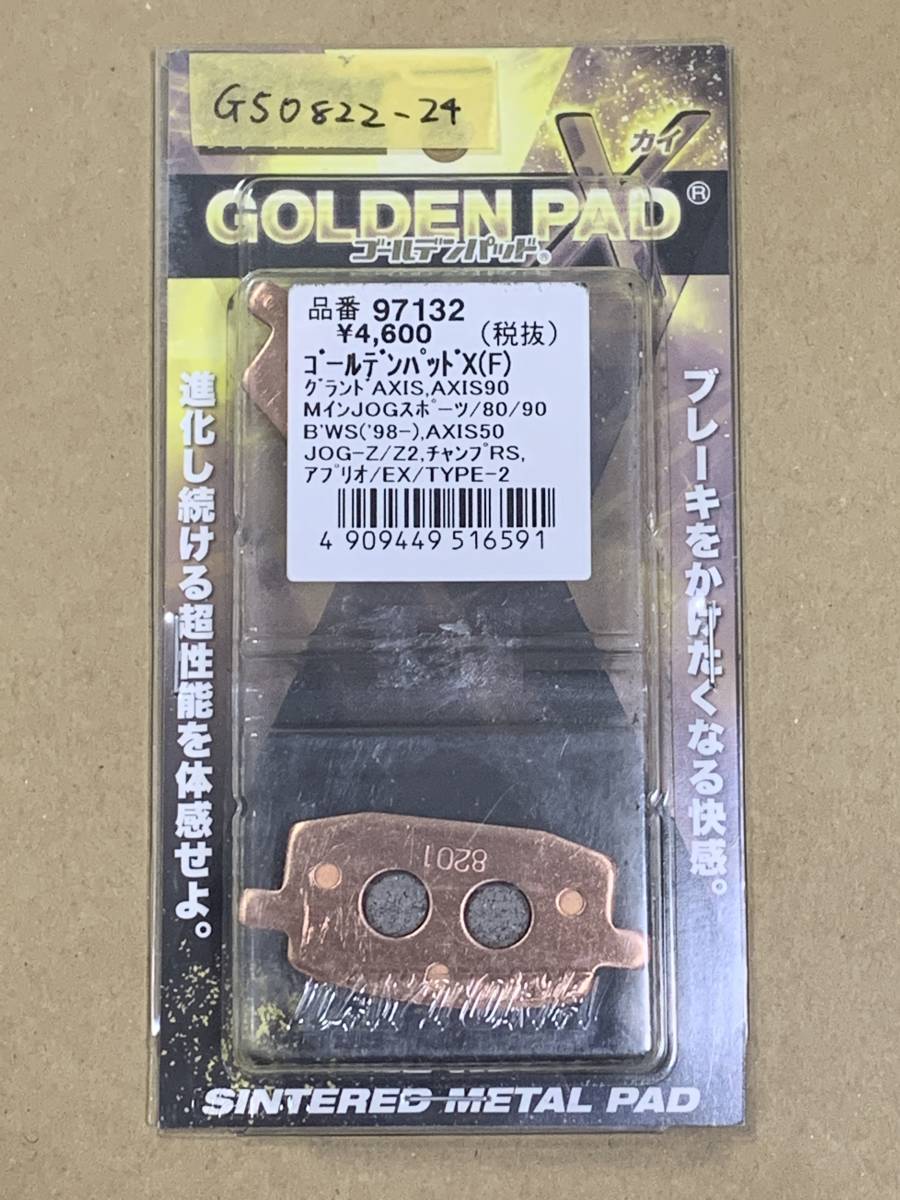 G50822-24
カイ
X
GOLDEN PAD®
ゴールデンパッド®
品番 97132
¥4,600 (税抜)
ｺﾞｰﾙﾃﾞﾝﾊﾟｯﾄﾞX(F)
ｸﾞﾗﾝﾄﾞAXIS,AXIS90
MインJOGスポーツ/80/90
B'WS('98-),AXIS50
JOG-Z/Z2,チャンプRS,
アプリオ/EX/TYPE-2
4 909449 516591
進化し続ける超性能を体感せよ。
ブレーキをかけたくなる快感。
8201
SINTERED METAL PAD